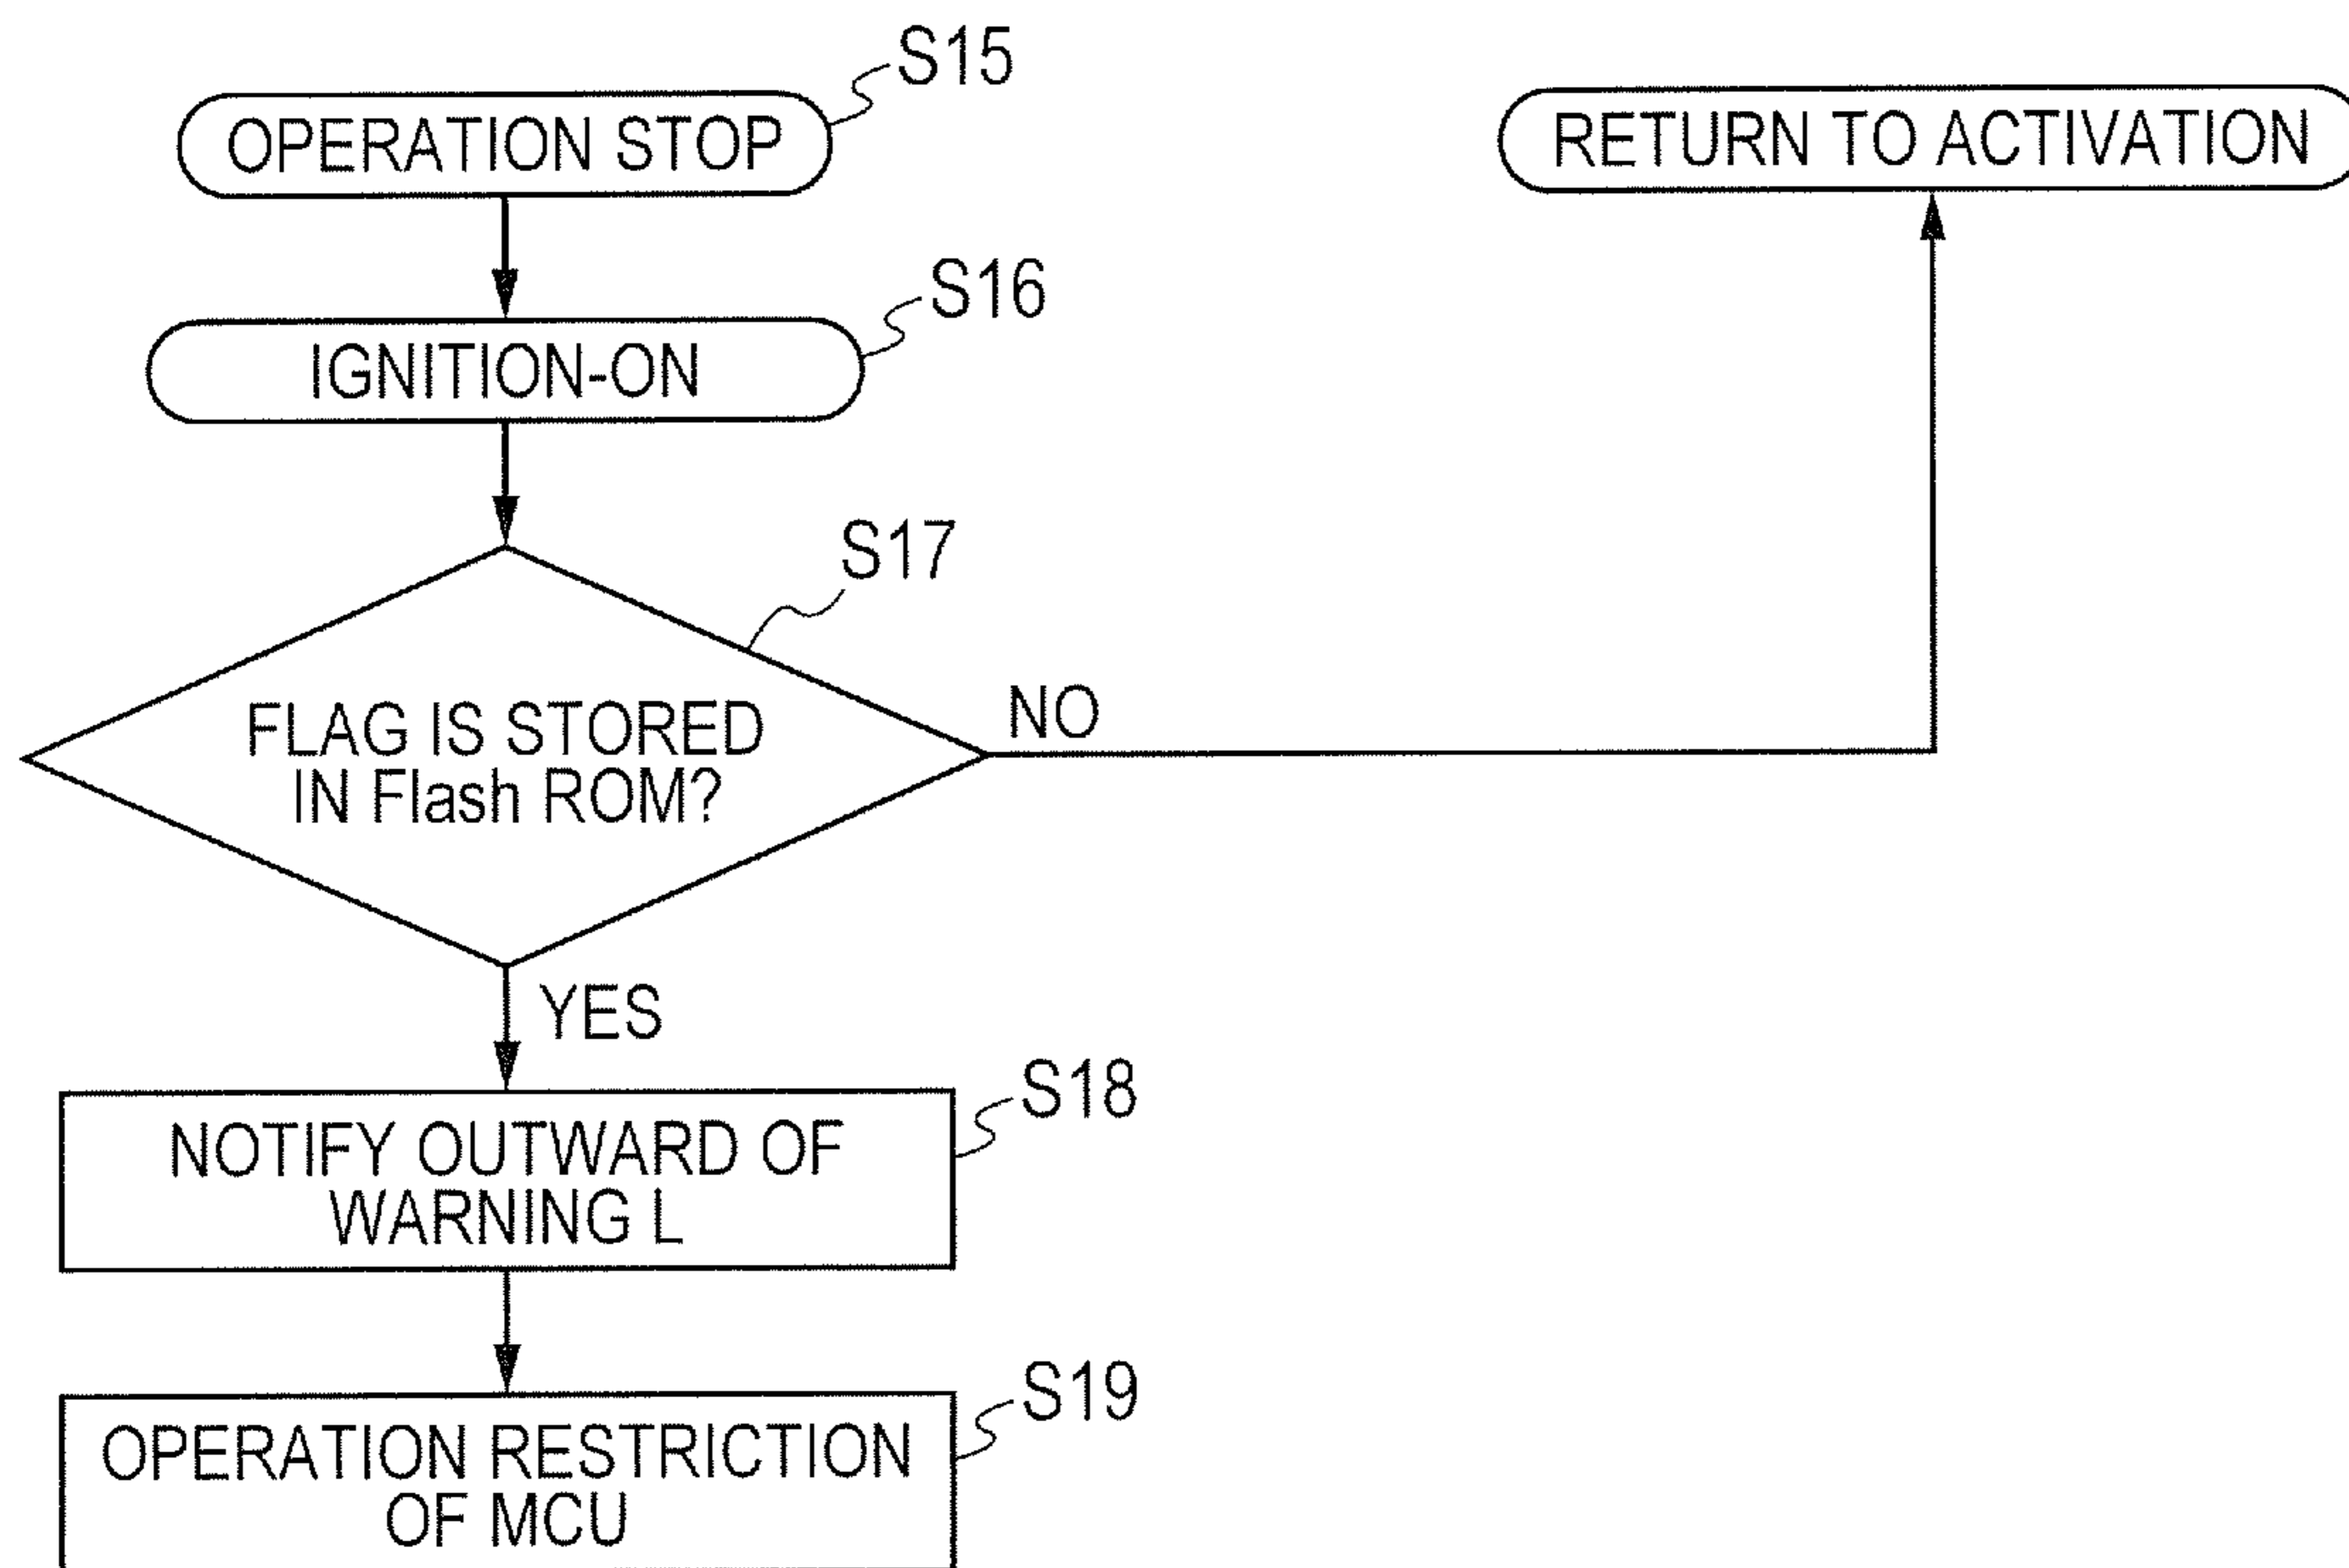 S15
OPERATION STOP
RETURN TO ACTIVATION
S16
IGNITION-ON
S17
FLAG IS STORED
IN Flash ROM?
NO
YES
S18
NOTIFY OUTWARD OF
WARNING L
S19
OPERATION RESTRICTION
OF MCU